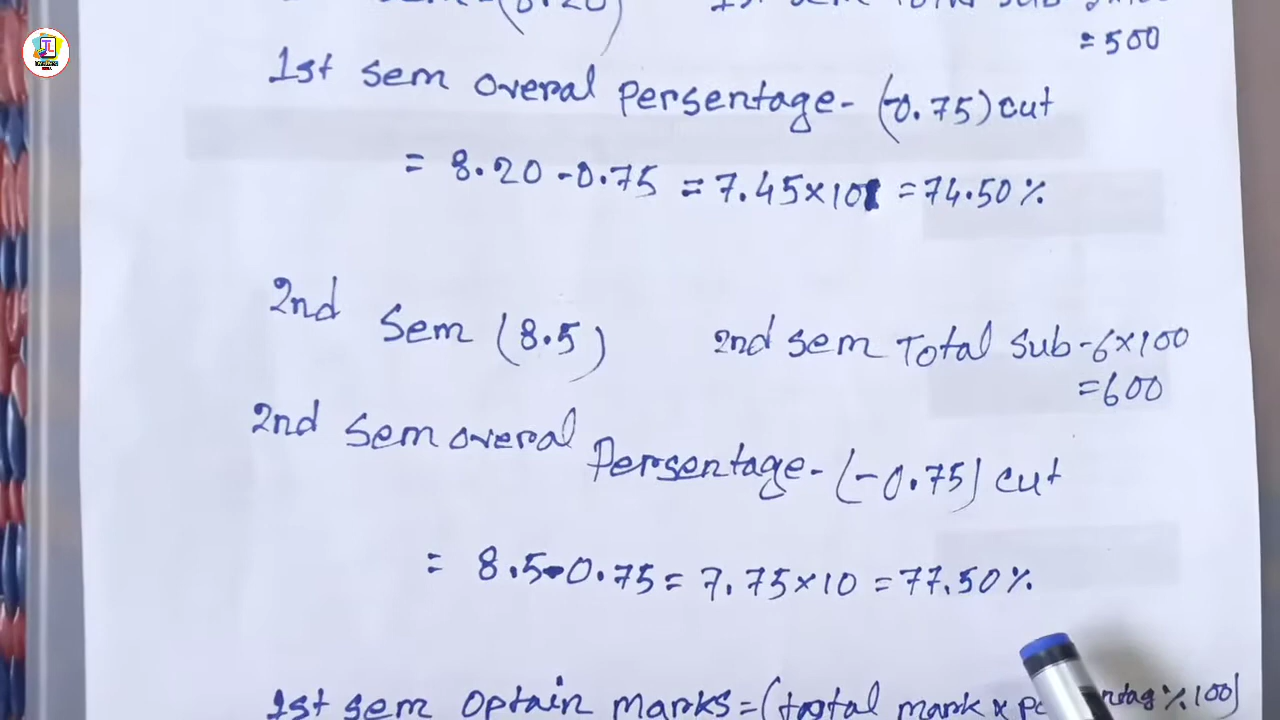 = 500
1st sem overal persentage - (-0.75) cut
= 8.20 - 0.75 = 7.45 × 10 = 74.50 %
2nd sem (8.5) 2nd sem Total sub - 6×100
= 600
2nd sem overal persentage - (-0.75) cut
= 8.5 - 0.75 = 7.75 × 10 = 77.50 %
1st sem optain marks = (
mark ×
% 100)